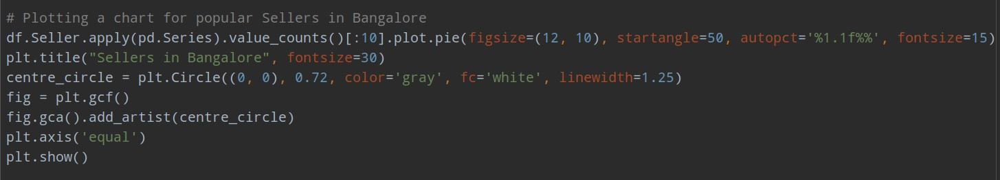 # Plotting a chart for popular Sellers in Bangalore
df.Seller.apply(pd.Series).value_counts()[:10].plot.pie(figsize=(12, 10), startangle=50, autopct='%1.1f%%', fontsize=15)
plt.title("Sellers in Bangalore", fontsize=30)
centre_circle = plt.Circle((0, 0), 0.72, color='gray', fc='white', linewidth=1.25)
fig = plt.gcf()
fig.gca().add_artist(centre_circle)
plt.axis('equal')
plt.show()